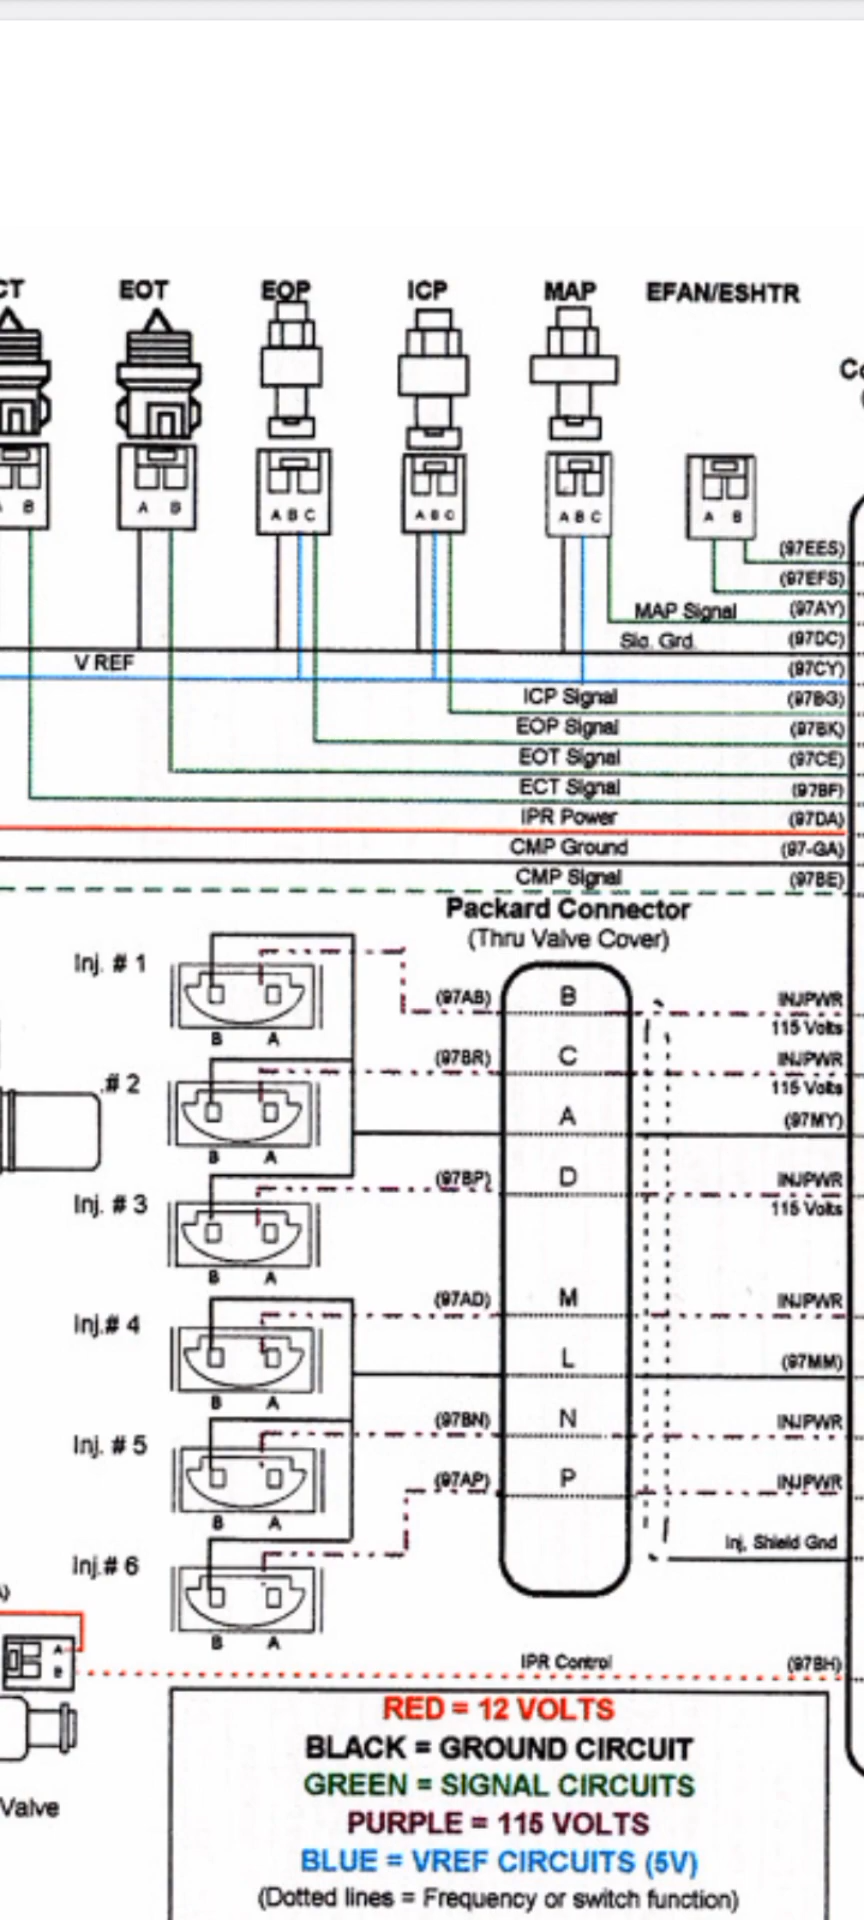 CT
EOT
EOP
ICP
MAP
EFAN/ESHTR
Co
B
A B
A B C
A B C
A B C
A B
(97EES)
(97EFS)
MAP Signal (97AY)
Sig. Grd. (97DC)
V REF (97CY)
ICP Signal (97BG)
EOP Signal (97BK)
EOT Signal (97CE)
ECT Signal (97BF)
IPR Power (97DA)
CMP Ground (97-GA)
CMP Signal (97BE)
Packard Connector
(Thru Valve Cover)
Inj. # 1
B A
(97AB) B INJPWR
115 Volts
.# 2
B A
(97BR) C INJPWR
115 Volts
A (97MY)
Inj. # 3
B A
(97BP) D INJPWR
115 Volts
Inj.# 4
B A
(97AD) M INJPWR
L (97MM)
Inj. # 5
B A
(97BN) N INJPWR
(97AP) P INJPWR
Inj, Shield Gnd
Inj.# 6
B A
A
B
IPR Control (97BH)
Valve
RED = 12 VOLTS
BLACK = GROUND CIRCUIT
GREEN = SIGNAL CIRCUITS
PURPLE = 115 VOLTS
BLUE = VREF CIRCUITS (5V)
(Dotted lines = Frequency or switch function)